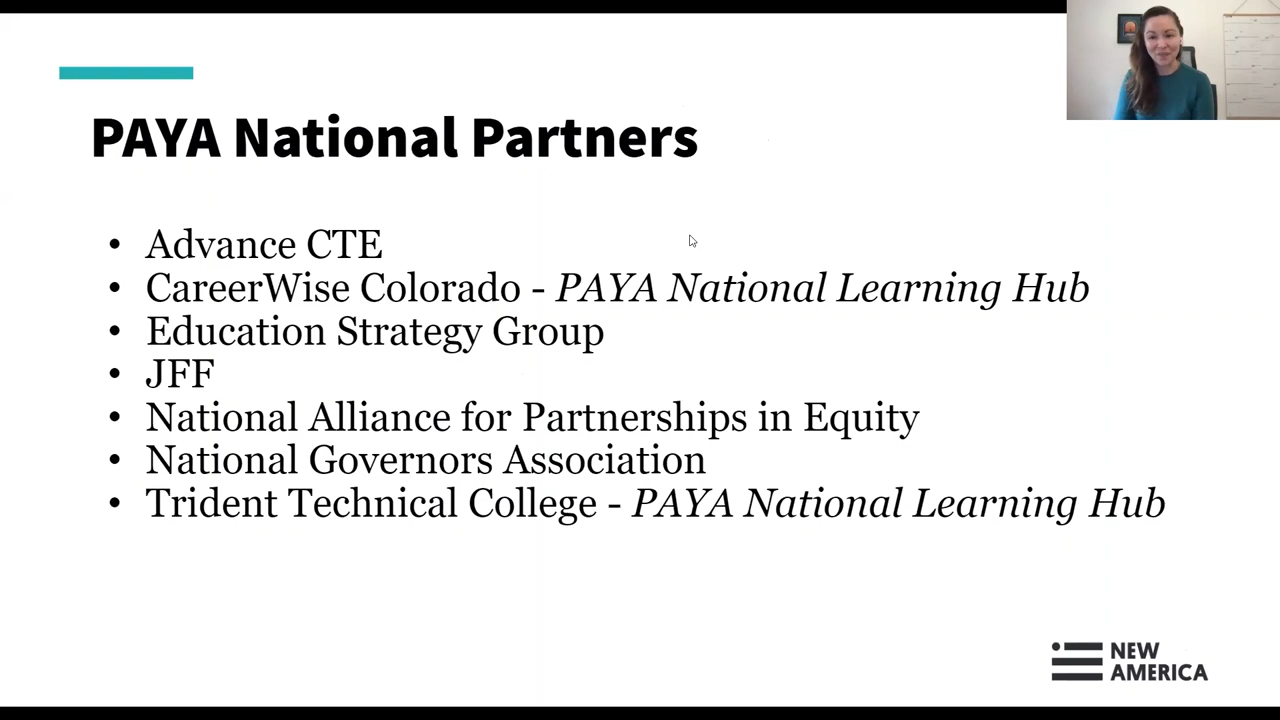 PAYA National Partners
• Advance CTE
• CareerWise Colorado - PAYA National Learning Hub
• Education Strategy Group
• JFF
• National Alliance for Partnerships in Equity
• National Governors Association
• Trident Technical College - PAYA National Learning Hub
NEW
AMERICA